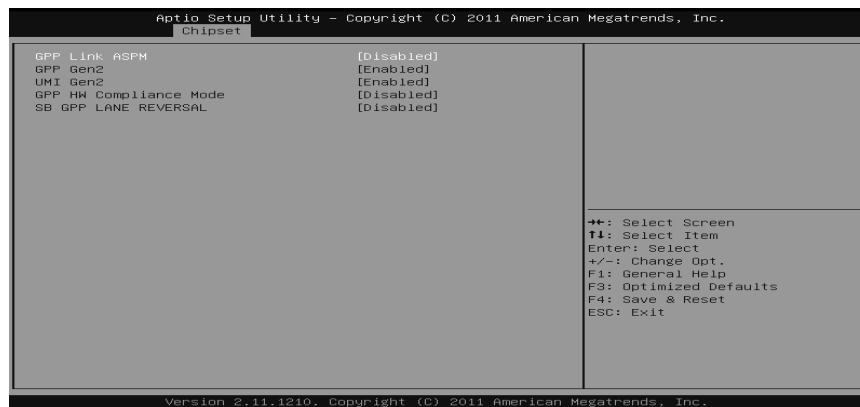 Aptio Setup Utility – Copyright (C) 2011 American Megatrends, Inc.
Chipset
GPP Link ASPM [Disabled]
GPP Gen2 [Enabled]
UMI Gen2 [Enabled]
GPP HW Compliance Mode [Disabled]
SB GPP LANE REVERSAL [Disabled]
→←: Select Screen
↑↓: Select Item
Enter: Select
+/-: Change Opt.
F1: General Help
F3: Optimized Defaults
F4: Save & Reset
ESC: Exit
Version 2.11.1210. Copyright (C) 2011 American Megatrends, Inc.